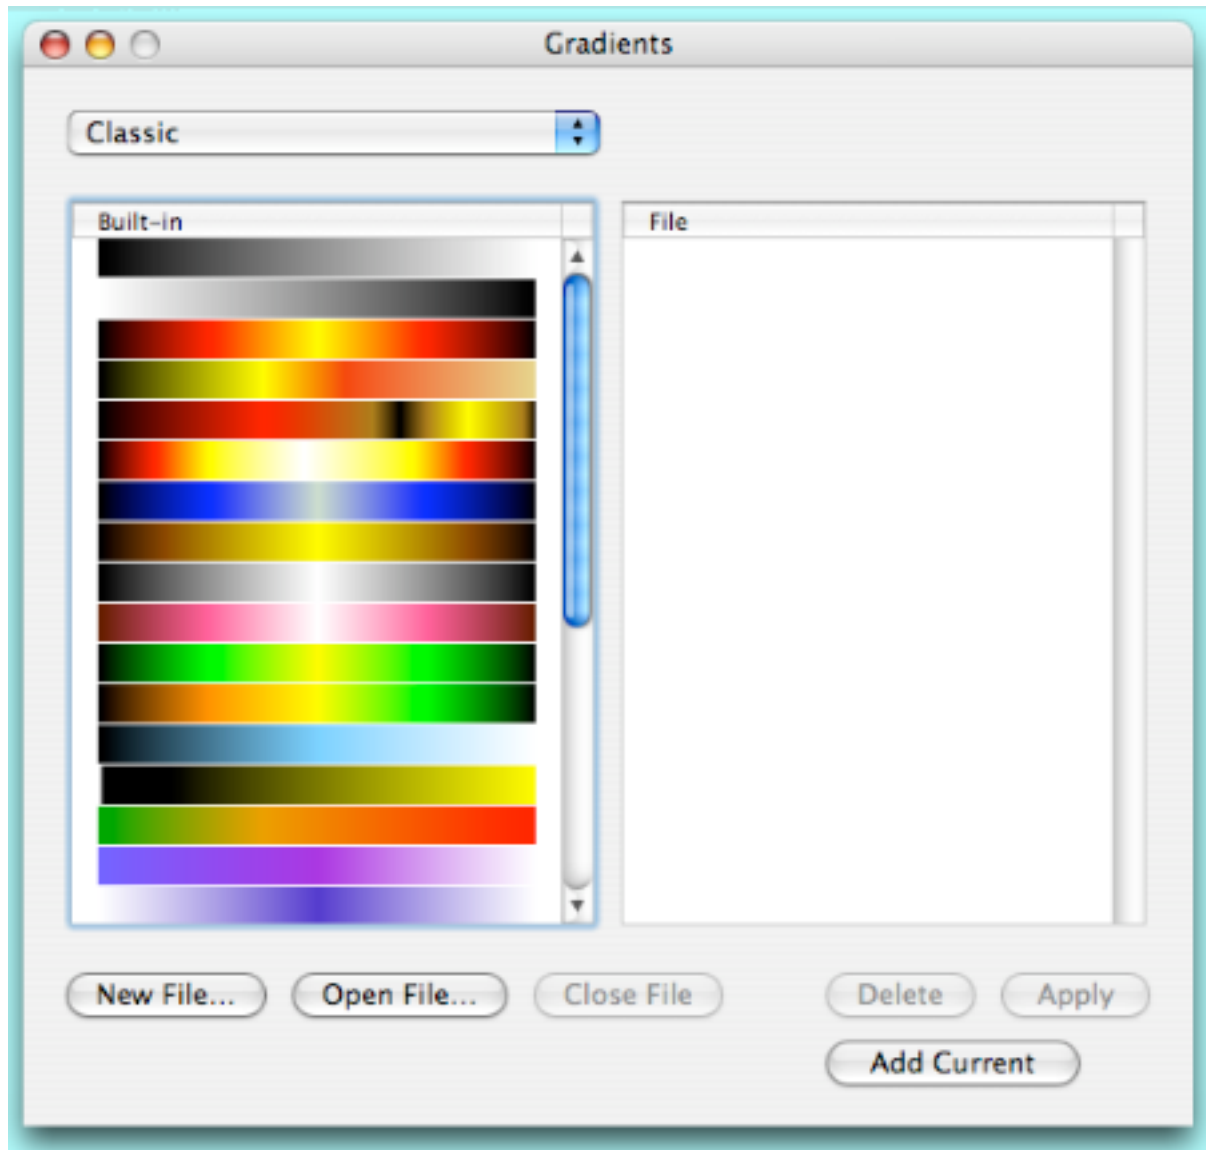 Gradients
Classic
Built-in
File
New File...
Open File...
Close File
Delete
Apply
Add Current